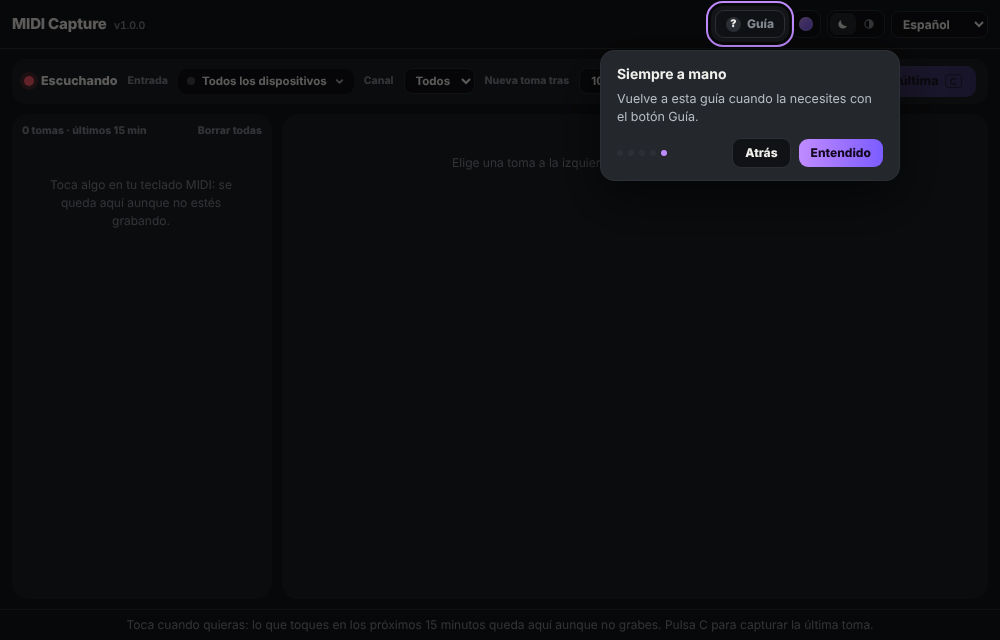 MIDI Capture v1.0.0
? Guía
Español
Escuchando Entrada Todos los dispositivos Canal Todos Nueva toma tras 10
última C
Siempre a mano
Vuelve a esta guía cuando la necesites con
el botón Guía.
Atrás Entendido
0 tomas · últimos 15 min Borrar todas
Toca algo en tu teclado MIDI: se
queda aquí aunque no estés
grabando.
Elige una toma a la izquier
Toca cuando quieras: lo que toques en los próximos 15 minutos queda aquí aunque no grabes. Pulsa C para capturar la última toma.